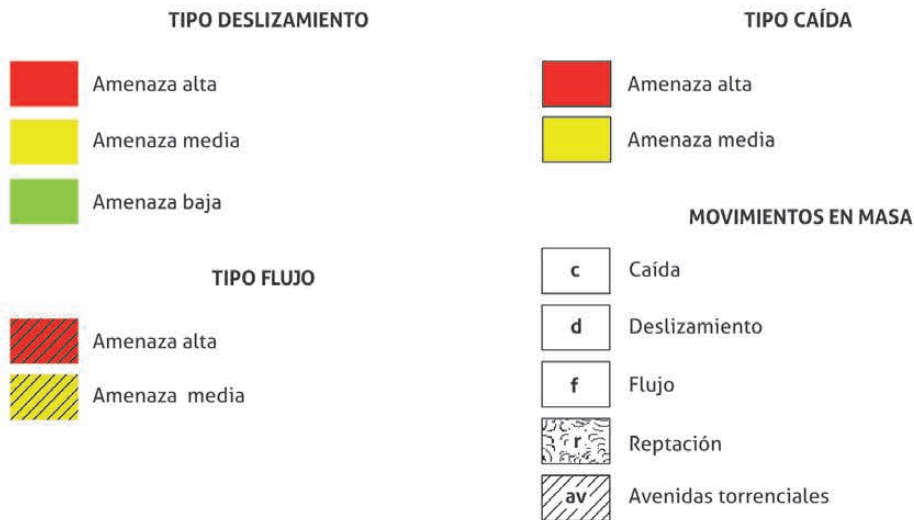 TIPO DESLIZAMIENTO
Amenaza alta
Amenaza media
Amenaza baja
TIPO FLUJO
Amenaza alta
Amenaza media
TIPO CAÍDA
Amenaza alta
Amenaza media
MOVIMIENTOS EN MASA
c Caída
d Deslizamiento
f Flujo
r Reptación
av Avenidas torrenciales